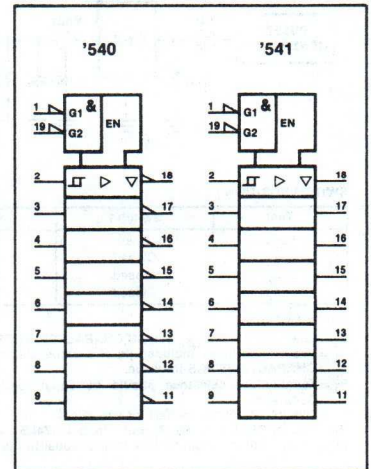 '540 '541
1 G1 & 1 G1 &
EN EN
19 G2 19 G2
2 18 2 18
3 17 3 17
4 16 4 16
5 15 5 15
6 14 6 14
7 13 7 13
8 12 8 12
9 11 9 11